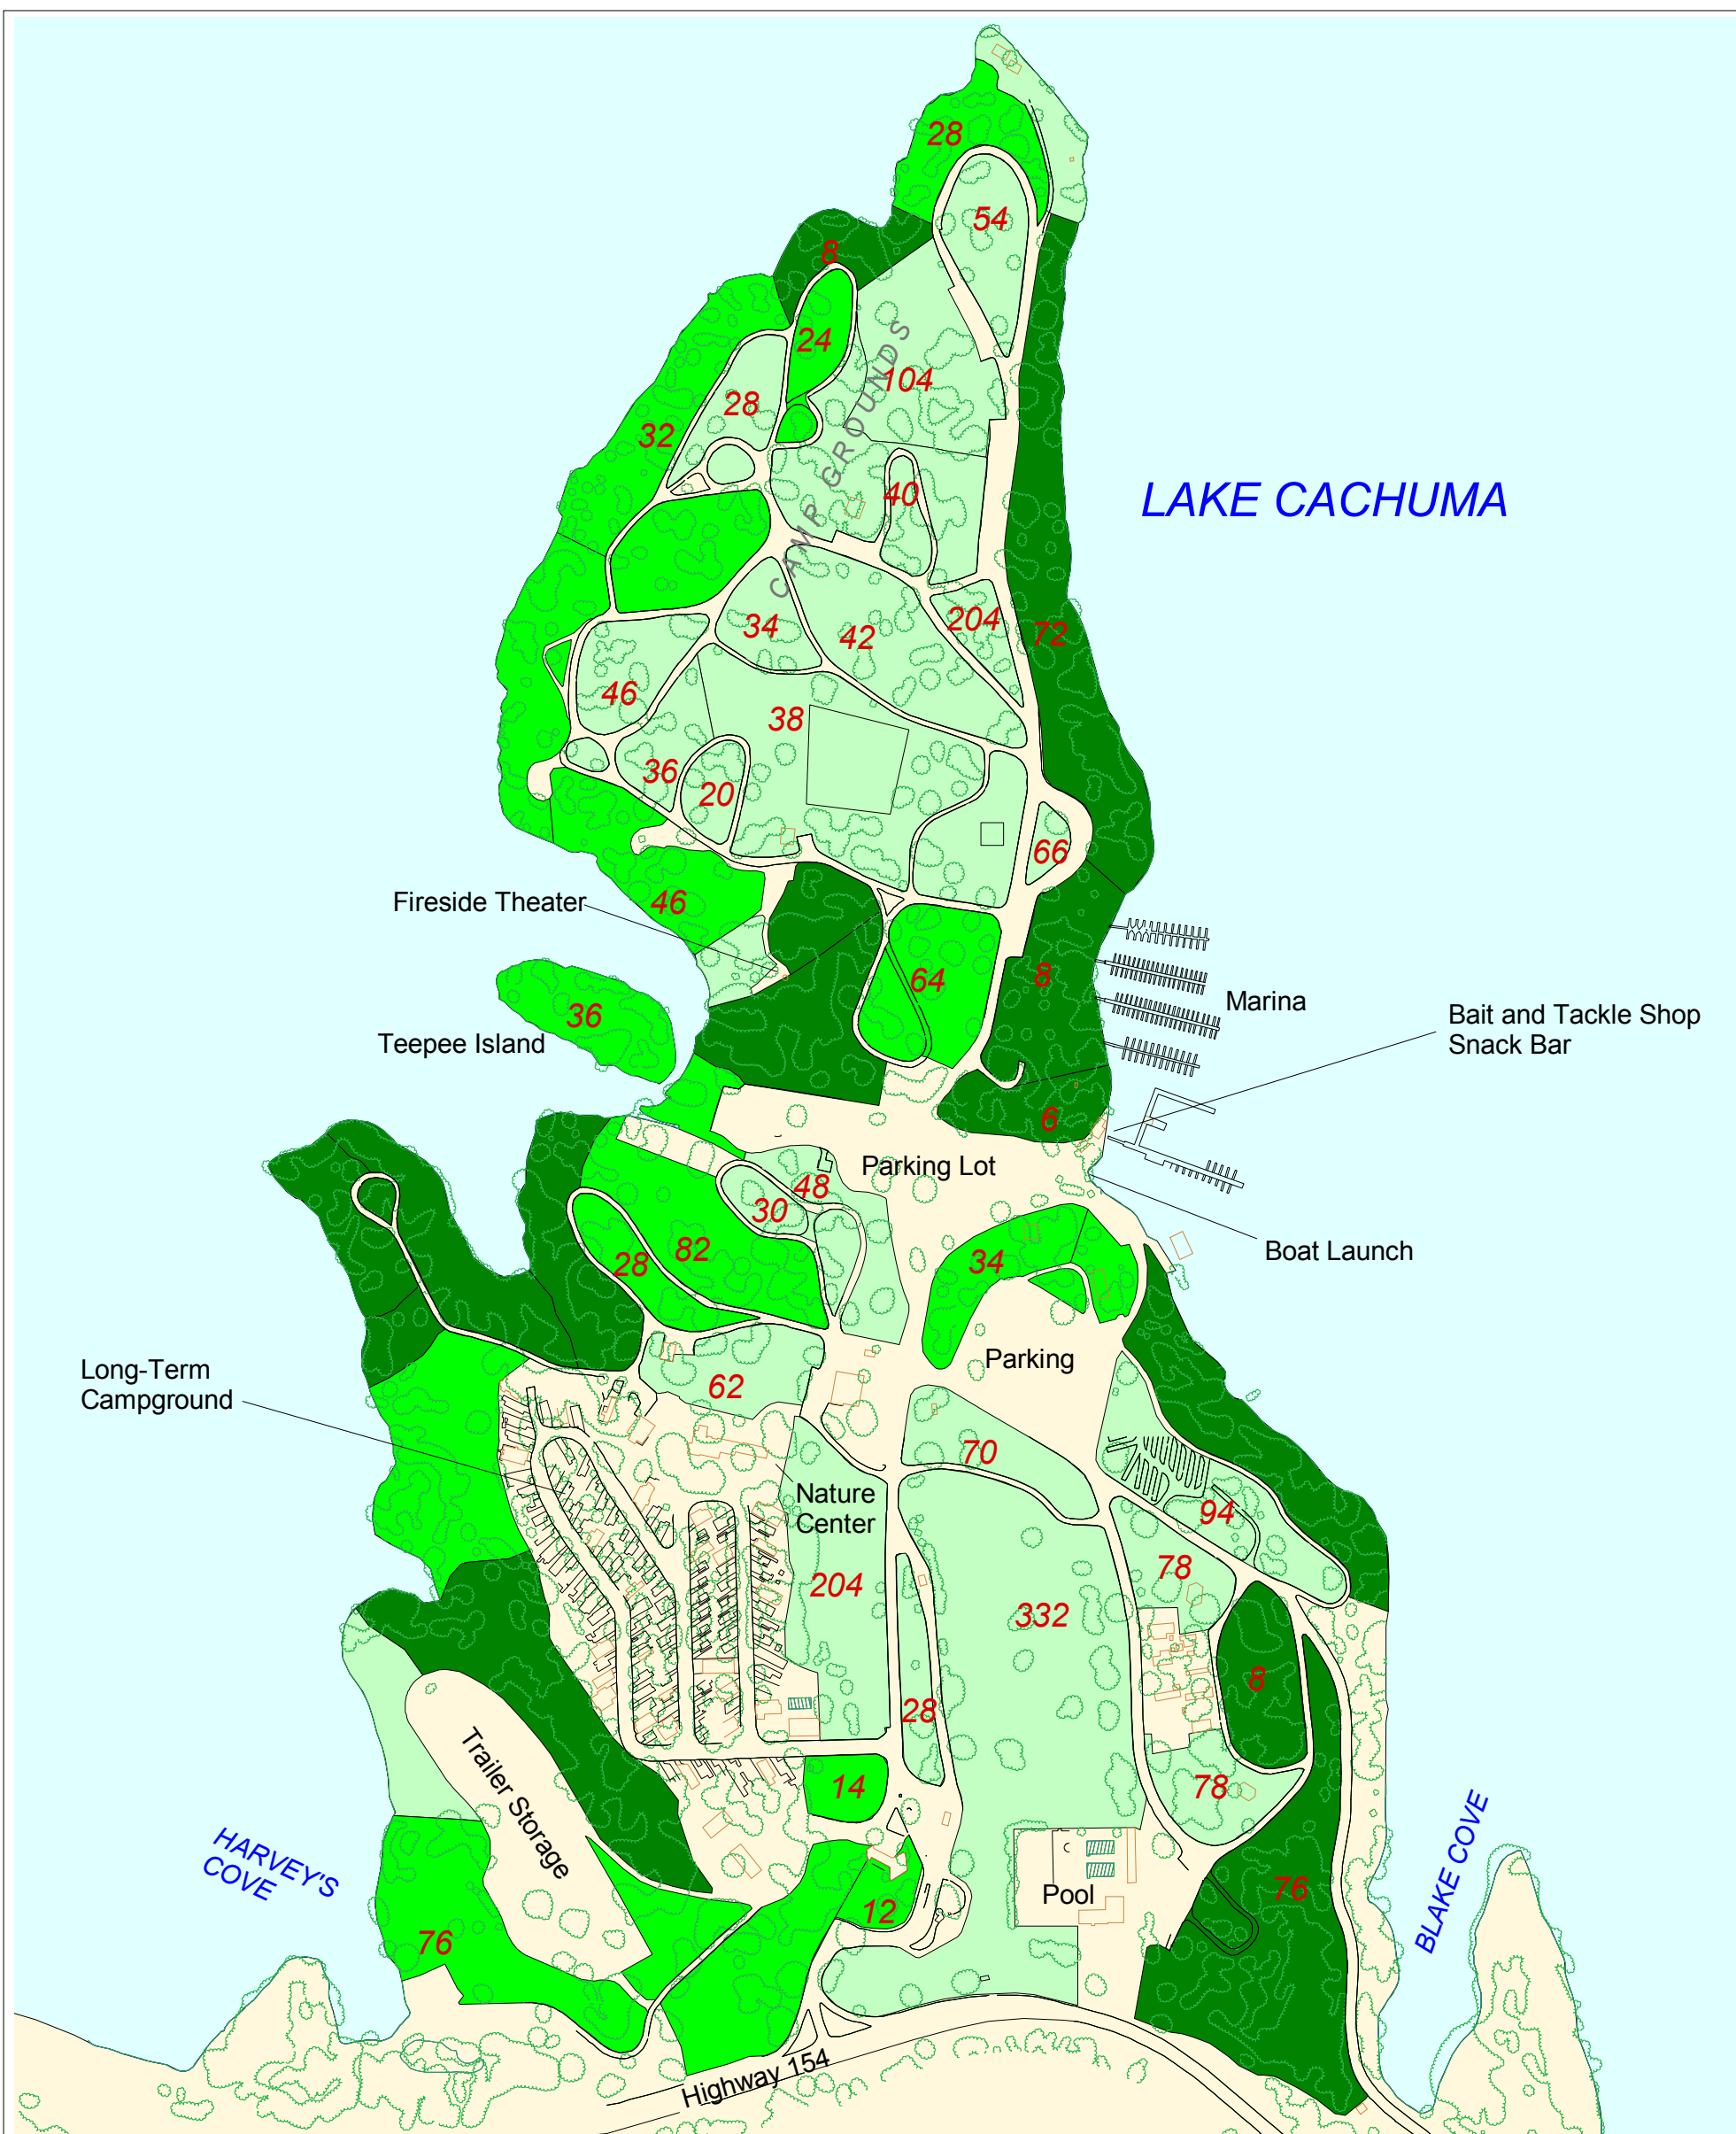 28
54
8
24
104
28
32
CAMP GROUNDS
40
LAKE CACHUMA
34
42
204
72
46
38
36
20
66
Fireside Theater
46
64
8
Marina
36
Teepee Island
Bait and Tackle Shop
Snack Bar
6
Parking Lot
48
30
82
28
34
Boat Launch
Parking
Long-Term
Campground
62
70
Nature
Center
94
78
204
332
8
28
Trailer Storage
14
78
HARVEY'S
COVE
BLAKE COVE
Pool
76
12
76
Highway 154